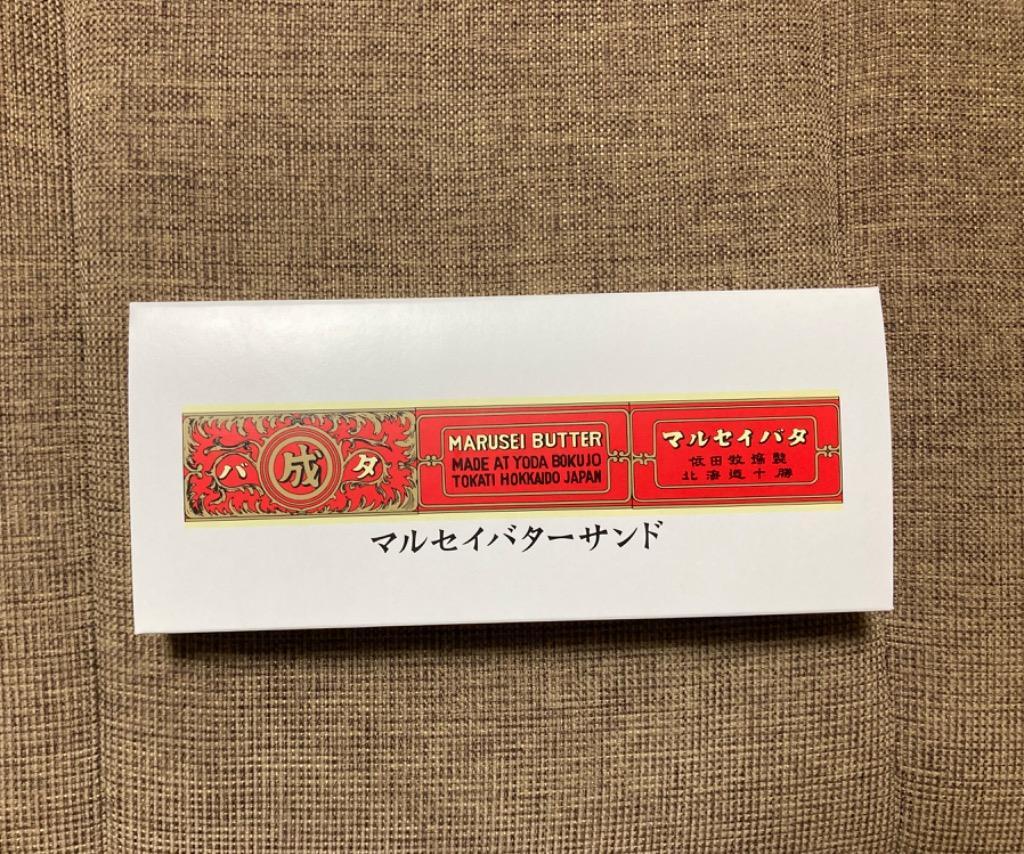 バ 成 タ
MARUSEI BUTTER
MADE AT YODA BOKUJO
TOKATI HOKKAIDO JAPAN
マルセイバタ
依田牧場製
北海道十勝
マルセイバターサンド